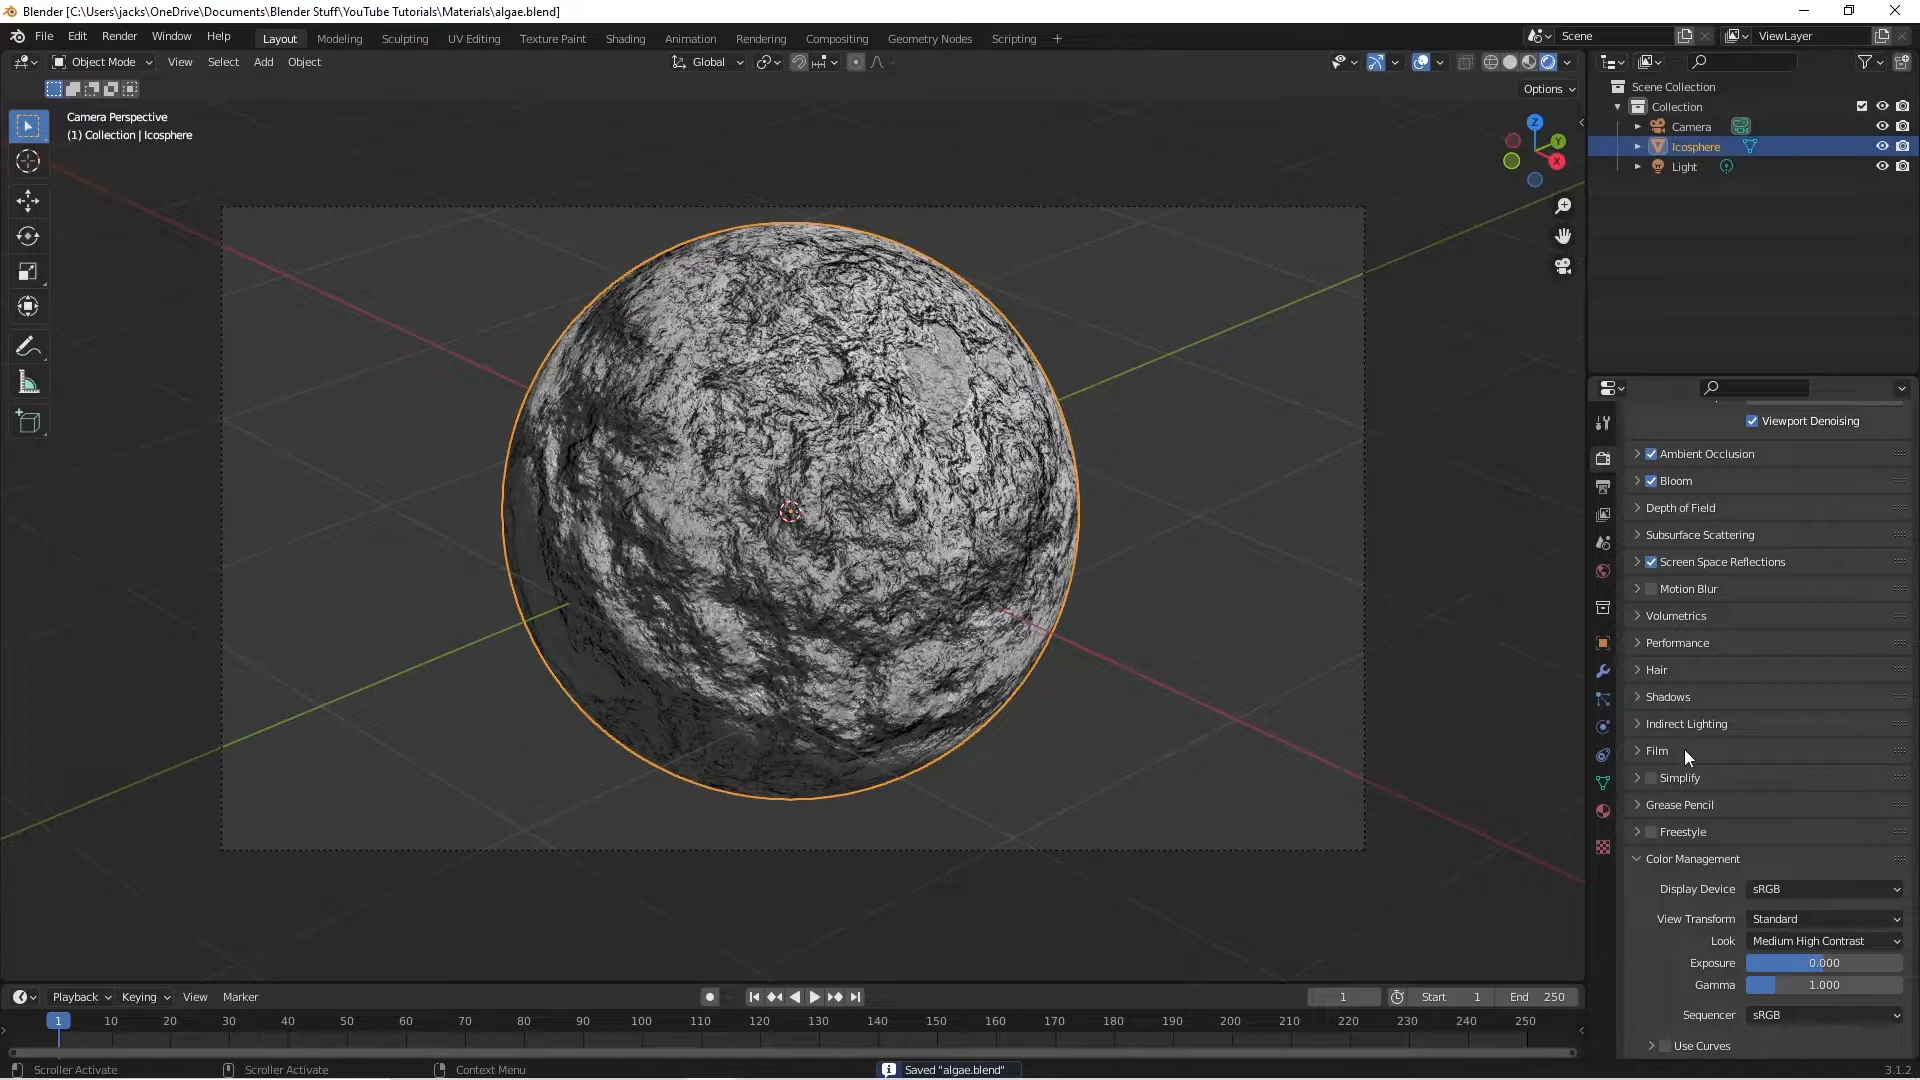 Blender [C:\Users\jacks\OneDrive\Documents\Blender Stuff\YouTube Tutorials\Materials\algae.blend]
File Edit Render Window Help Layout Modeling Sculpting UV Editing Texture Paint Shading Animation Rendering Compositing Geometry Nodes Scripting + Scene ViewLayer
Object Mode View Select Add Object Global
Options
Camera Perspective
(1) Collection | Icosphere
Z
Y
X
Scene Collection
Collection
Camera
Icosphere
Light
Viewport Denoising
Ambient Occlusion
Bloom
Depth of Field
Subsurface Scattering
Screen Space Reflections
Motion Blur
Volumetrics
Performance
Hair
Shadows
Indirect Lighting
Film
Simplify
Grease Pencil
Freestyle
Color Management
Display Device sRGB
View Transform Standard
Look Medium High Contrast
Exposure 0.000
Gamma 1.000
Sequencer sRGB
Use Curves
Playback Keying View Marker 1 Start 1 End 250
1 10 20 30 40 50 60 70 80 90 100 110 120 130 140 150 160 170 180 190 200 210 220 230 240 250
Scroller Activate Scroller Activate Context Menu Saved "algae.blend" 3.1.2